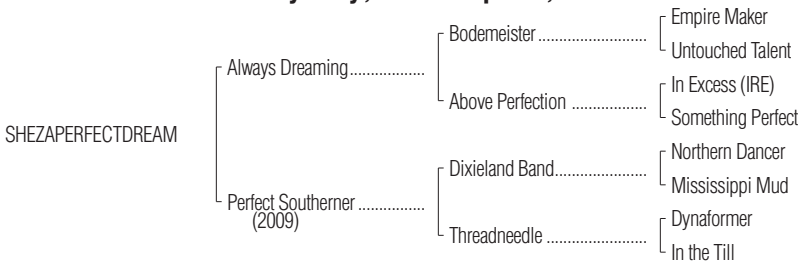 Empire Maker
Bodemeister
Untouched Talent
Always Dreaming
In Excess (IRE)
Above Perfection
Something Perfect
SHEZAPERFECTDREAM
Northern Dancer
Dixieland Band
Mississippi Mud
Perfect Southerner
(2009)
Dynaformer
Threadneedle
In the Till